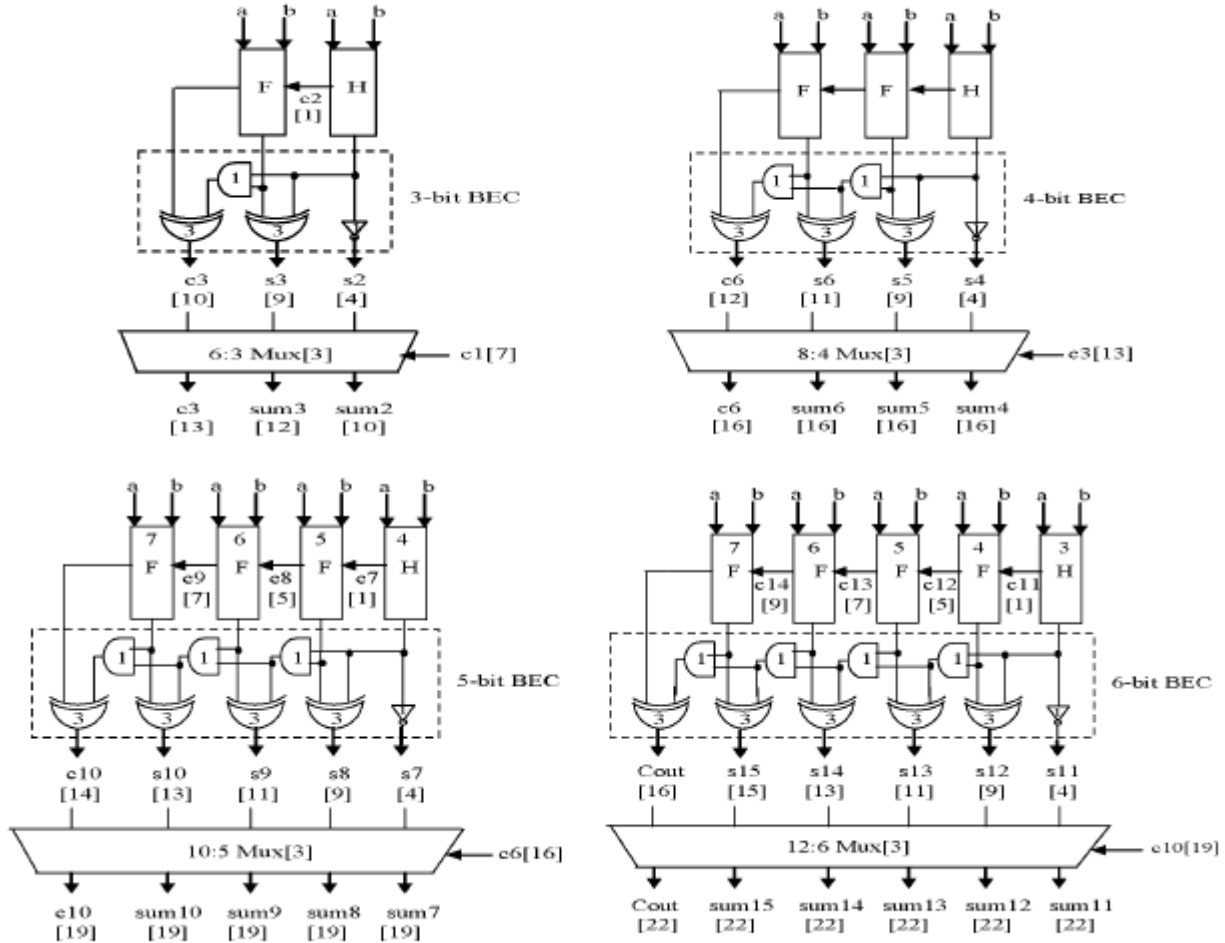 a b a b
F H
c2
[1]
1
3 3
3-bit BEC
c3 s3 s2
[10] [9] [4]
6:3 Mux[3]
c1[7]
c3 sum3 sum2
[13] [12] [10]
a b a b a b
F F H
1 1
3 3 3
4-bit BEC
c6 s6 s5 s4
[12] [11] [9] [4]
8:4 Mux[3]
c3[13]
c6 sum6 sum5 sum4
[16] [16] [16] [16]
a b a b a b a b
7 6 5 4
F F F H
c9 c8 c7
[7] [5] [1]
1 1 1
3 3 3 3
5-bit BEC
c10 s10 s9 s8 s7
[14] [13] [11] [9] [4]
10:5 Mux[3]
c6[16]
c10 sum10 sum9 sum8 sum7
[19] [19] [19] [19] [19]
a b a b a b a b a b
7 6 5 4 3
F F F F H
c14 c13 c12 c11
[9] [7] [5] [1]
1 1 1 1
3 3 3 3 3
6-bit BEC
Cout s15 s14 s13 s12 s11
[16] [15] [13] [11] [9] [4]
12:6 Mux[3]
c10[19]
Cout sum15 sum14 sum13 sum12 sum11
[22] [22] [22] [22] [22] [22]